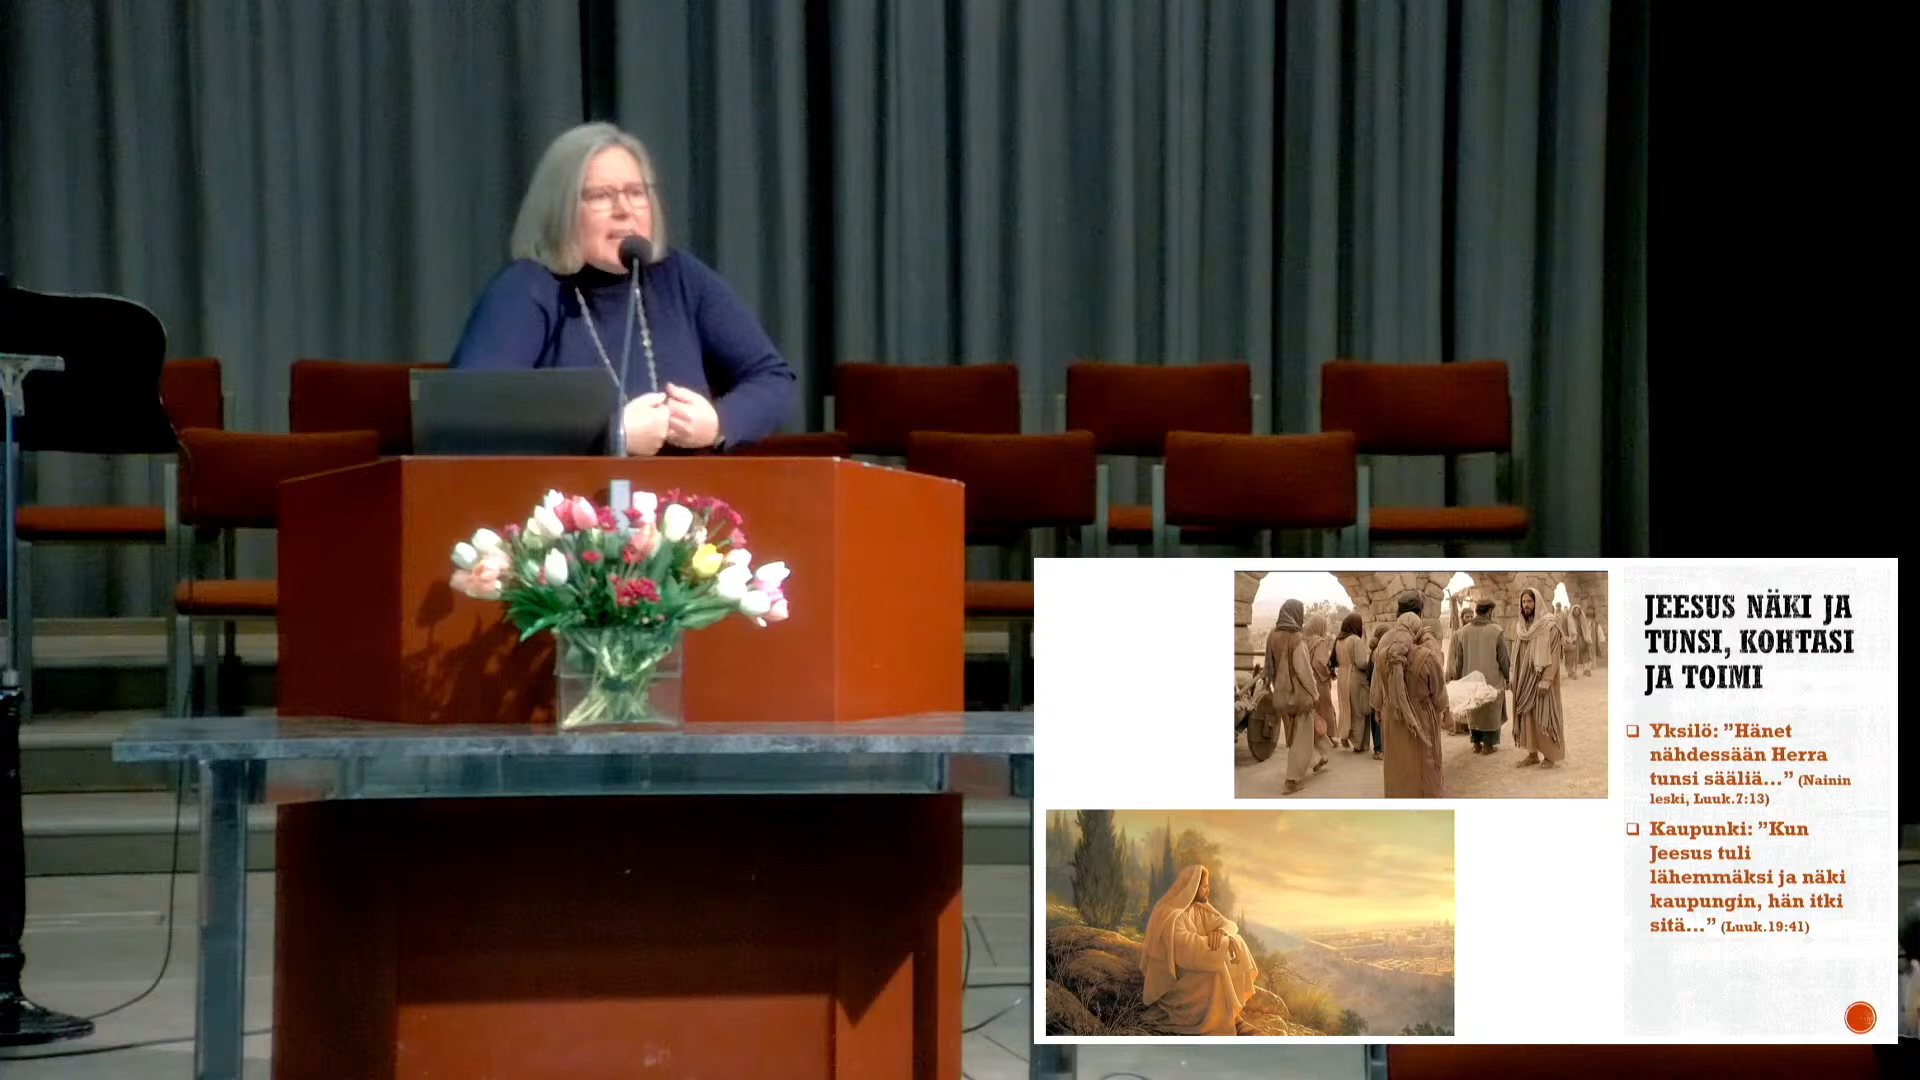 JEESUS NÄKI JA
TUNSI, KOHTASI
JA TOIMI
❑ Yksilö: ”Hänet
nähdessään Herra
tunsi sääliä…” (Nainin
leski, Luuk.7:13)
❑ Kaupunki: ”Kun
Jeesus tuli
lähemmäksi ja näki
kaupungin, hän itki
sitä…” (Luuk.19:41)